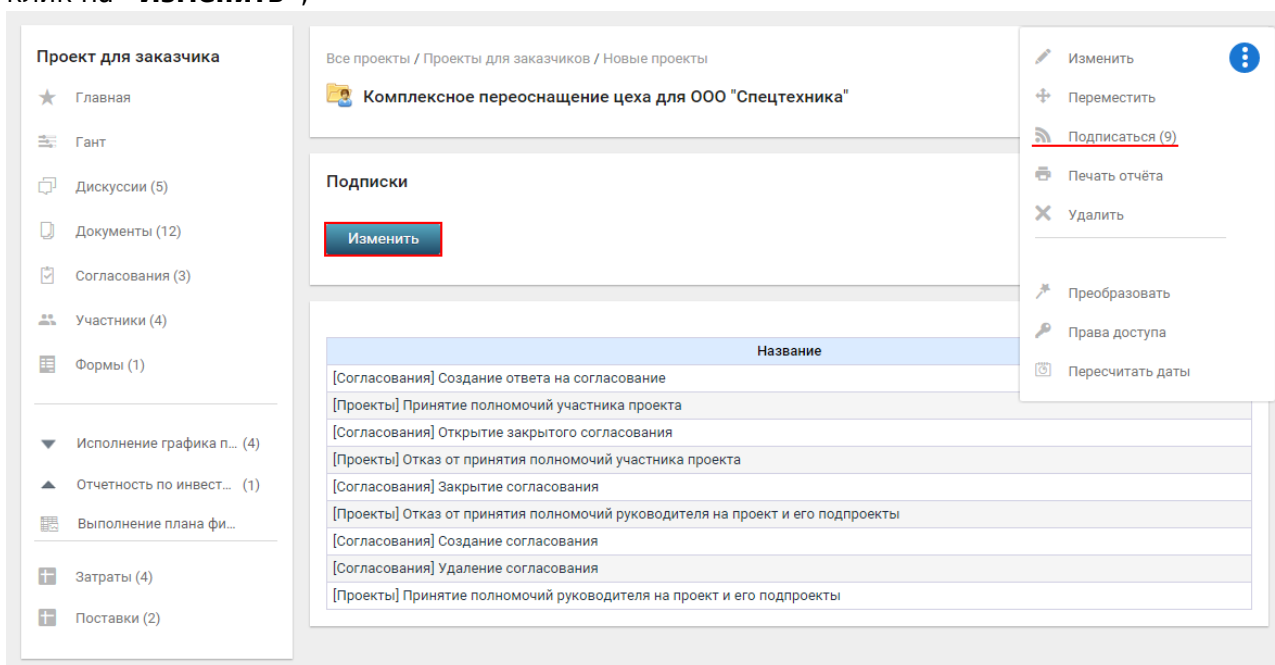 клик на "Изменить",
Проект для заказчика
Главная
Гант
Дискуссии (5)
Документы (12)
Согласования (3)
Участники (4)
Формы (1)
Исполнение графика п... (4)
Отчетность по инвест... (1)
Выполнение плана фи...
Затраты (4)
Поставки (2)
Все проекты / Проекты для заказчиков / Новые проекты
Комплексное переоснащение цеха для ООО "Спецтехника"
Подписки
Изменить
Название
[Согласования] Создание ответа на согласование
[Проекты] Принятие полномочий участника проекта
[Согласования] Открытие закрытого согласования
[Проекты] Отказ от принятия полномочий участника проекта
[Согласования] Закрытие согласования
[Проекты] Отказ от принятия полномочий руководителя на проект и его подпроекты
[Согласования] Создание согласования
[Согласования] Удаление согласования
[Проекты] Принятие полномочий руководителя на проект и его подпроекты
Изменить
Переместить
Подписаться (9)
Печать отчёта
Удалить
Преобразовать
Права доступа
Пересчитать даты